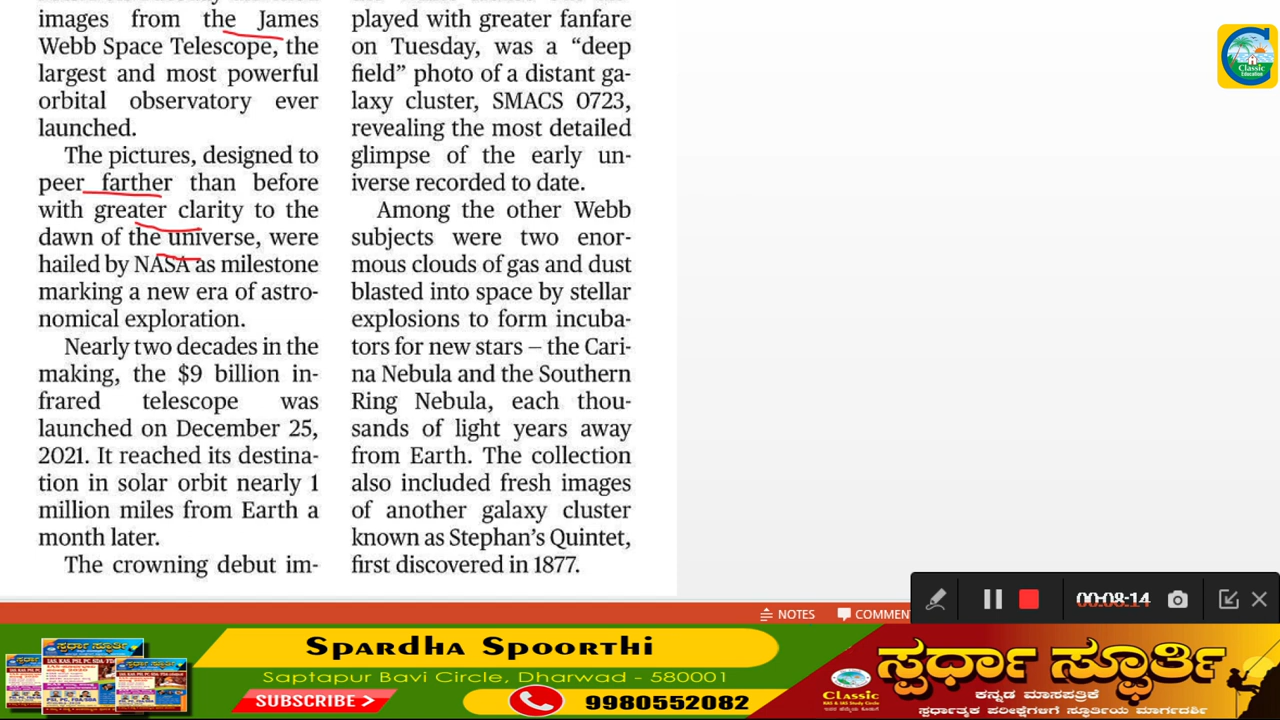 images from the James
Webb Space Telescope, the
largest and most powerful
orbital observatory ever
launched.
The pictures, designed to
peer farther than before
with greater clarity to the
dawn of the universe, were
hailed by NASA as milestone
marking a new era of astro-
nomical exploration.
Nearly two decades in the
making, the $9 billion in-
frared telescope was
launched on December 25,
2021. It reached its destina-
tion in solar orbit nearly 1
million miles from Earth a
month later.
The crowning debut im-
played with greater fanfare
on Tuesday, was a “deep
field” photo of a distant ga-
laxy cluster, SMACS 0723,
revealing the most detailed
glimpse of the early un-
iverse recorded to date.
Among the other Webb
subjects were two enor-
mous clouds of gas and dust
blasted into space by stellar
explosions to form incuba-
tors for new stars – the Cari-
na Nebula and the Southern
Ring Nebula, each thou-
sands of light years away
from Earth. The collection
also included fresh images
of another galaxy cluster
known as Stephan’s Quintet,
first discovered in 1877.
Classic
Education
NOTES
COMMEN
00:08:14
Spardha Spoorthi
Saptapur Bavi Circle, Dharwad - 580001
SUBSCRIBE
9980552082
Classic
KAS & IAS Study Circle
ಸ್ಪರ್ಧಾ ಸ್ಫೂರ್ತಿ
ಕನ್ನಡ ಮಾಸಪತ್ರಿಕೆ
ಸ್ಪರ್ಧಾತ್ಮಕ ಪರೀಕ್ಷೆಗಳಿಗೆ ಸ್ಫೂರ್ತಿಯ ಮಾರ್ಗದರ್ಶಿ